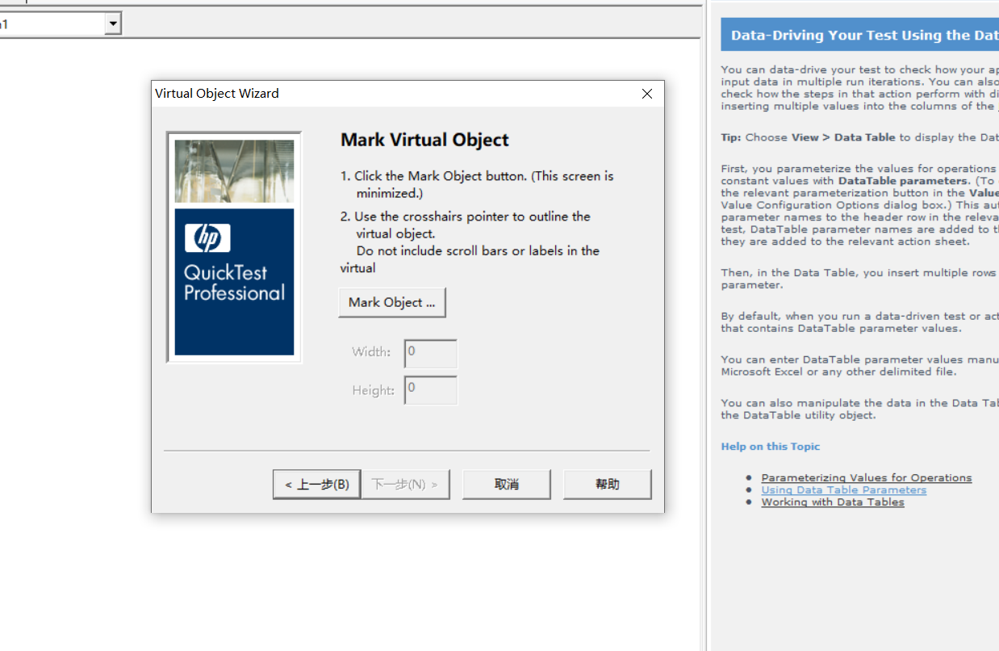 1
Virtual Object Wizard
Mark Virtual Object
1. Click the Mark Object button. (This screen is
minimized.)
2. Use the crosshairs pointer to outline the
virtual object.
Do not include scroll bars or labels in the
virtual
Mark Object ...
hp
QuickTest
Professional
Width: 0
Height: 0
< 上一步(B)
下一步(N) >
取消
帮助
Data-Driving Your Test Using the Dat
You can data-drive your test to check how your ap
input data in multiple run iterations. You can also
check how the steps in that action perform with di
inserting multiple values into the columns of the
Tip: Choose View > Data Table to display the Dat
First, you parameterize the values for operations
constant values with DataTable parameters. (To
the relevant parameterization button in the Value
Value Configuration Options dialog box.) This aut
parameter names to the header row in the releva
test, DataTable parameter names are added to th
they are added to the relevant action sheet.
Then, in the Data Table, you insert multiple rows
parameter.
By default, when you run a data-driven test or act
that contains DataTable parameter values.
You can enter DataTable parameter values manu
Microsoft Excel or any other delimited file.
You can also manipulate the data in the Data Tab
the DataTable utility object.
Help on this Topic
Parameterizing Values for Operations
Using Data Table Parameters
Working with Data Tables